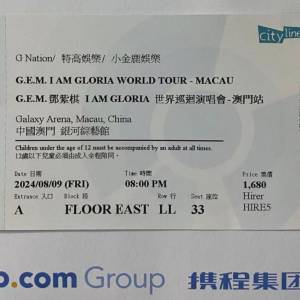 cityline
G Nation/ 特高娛樂/ 小金鹿娛樂
G.E.M. I AM GLORIA WORLD TOUR - MACAU
G.E.M. 鄧紫棋 I AM GLORIA 世界巡迴演唱會-澳門站
Galaxy Arena, Macau, China
中國澳門 銀河綜藝館
Children under the age of 12 must be accompanied by an adult at all times.
12歲以下兒童必須由成人全程陪同。
Date 日期 Time 時間 Price 票價
2024/08/09 (FRI) 08:00 PM 1,680
Entrance 入口 Block 段 Row 行 Seat 座位 Hirer
A FLOOR EAST LL 33 HIRE5
p.com Group 携程集团